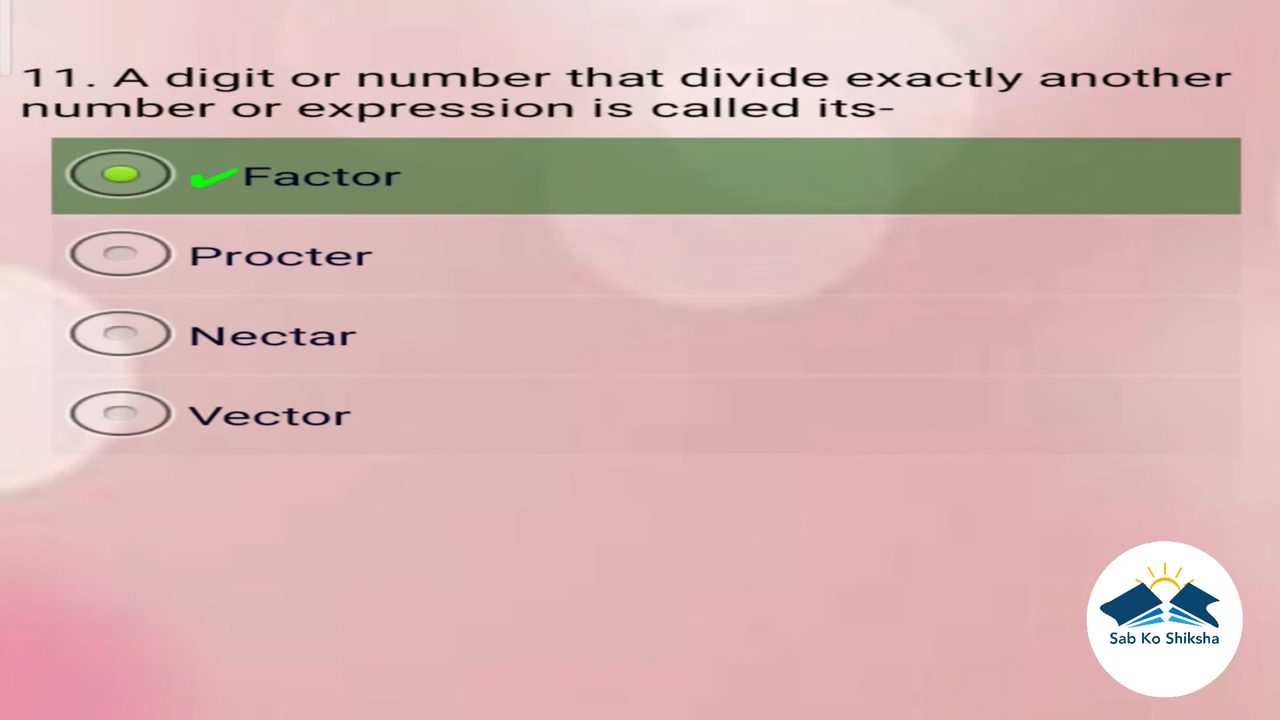 11. A digit or number that divide exactly another
number or expression is called its-
✔Factor
Procter
Nectar
Vector
Sab Ko Shiksha